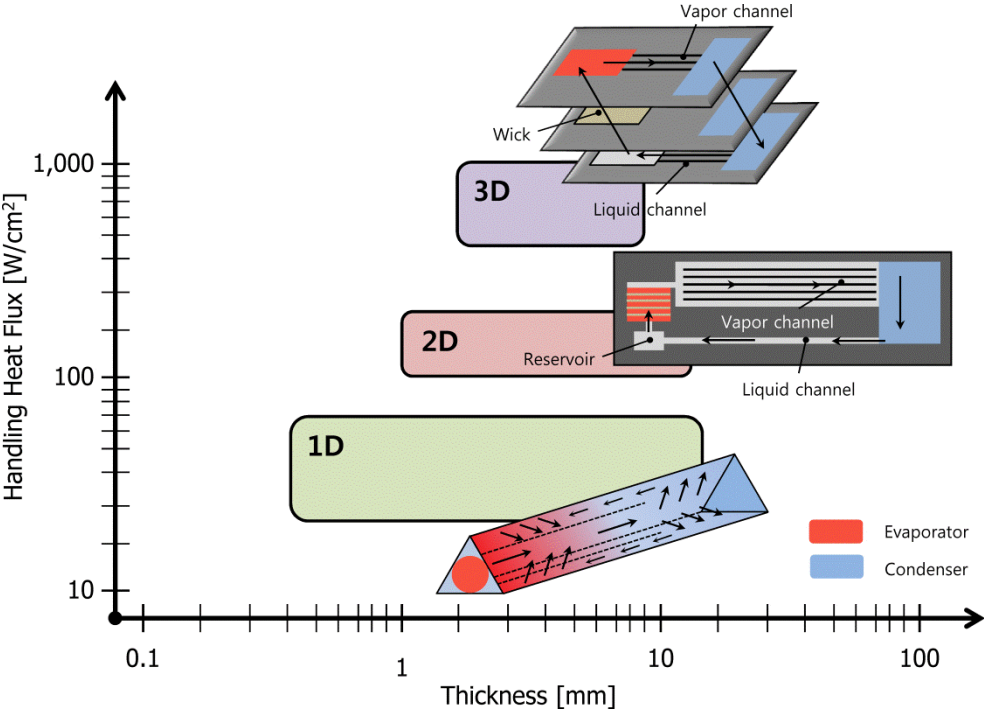 Vapor channel
Wick
Liquid channel
3D
Vapor channel
Reservoir
Liquid channel
2D
1D
Evaporator
Condenser
Handling Heat Flux [W/cm2]
1,000
100
10
0.1
1
10
100
Thickness [mm]